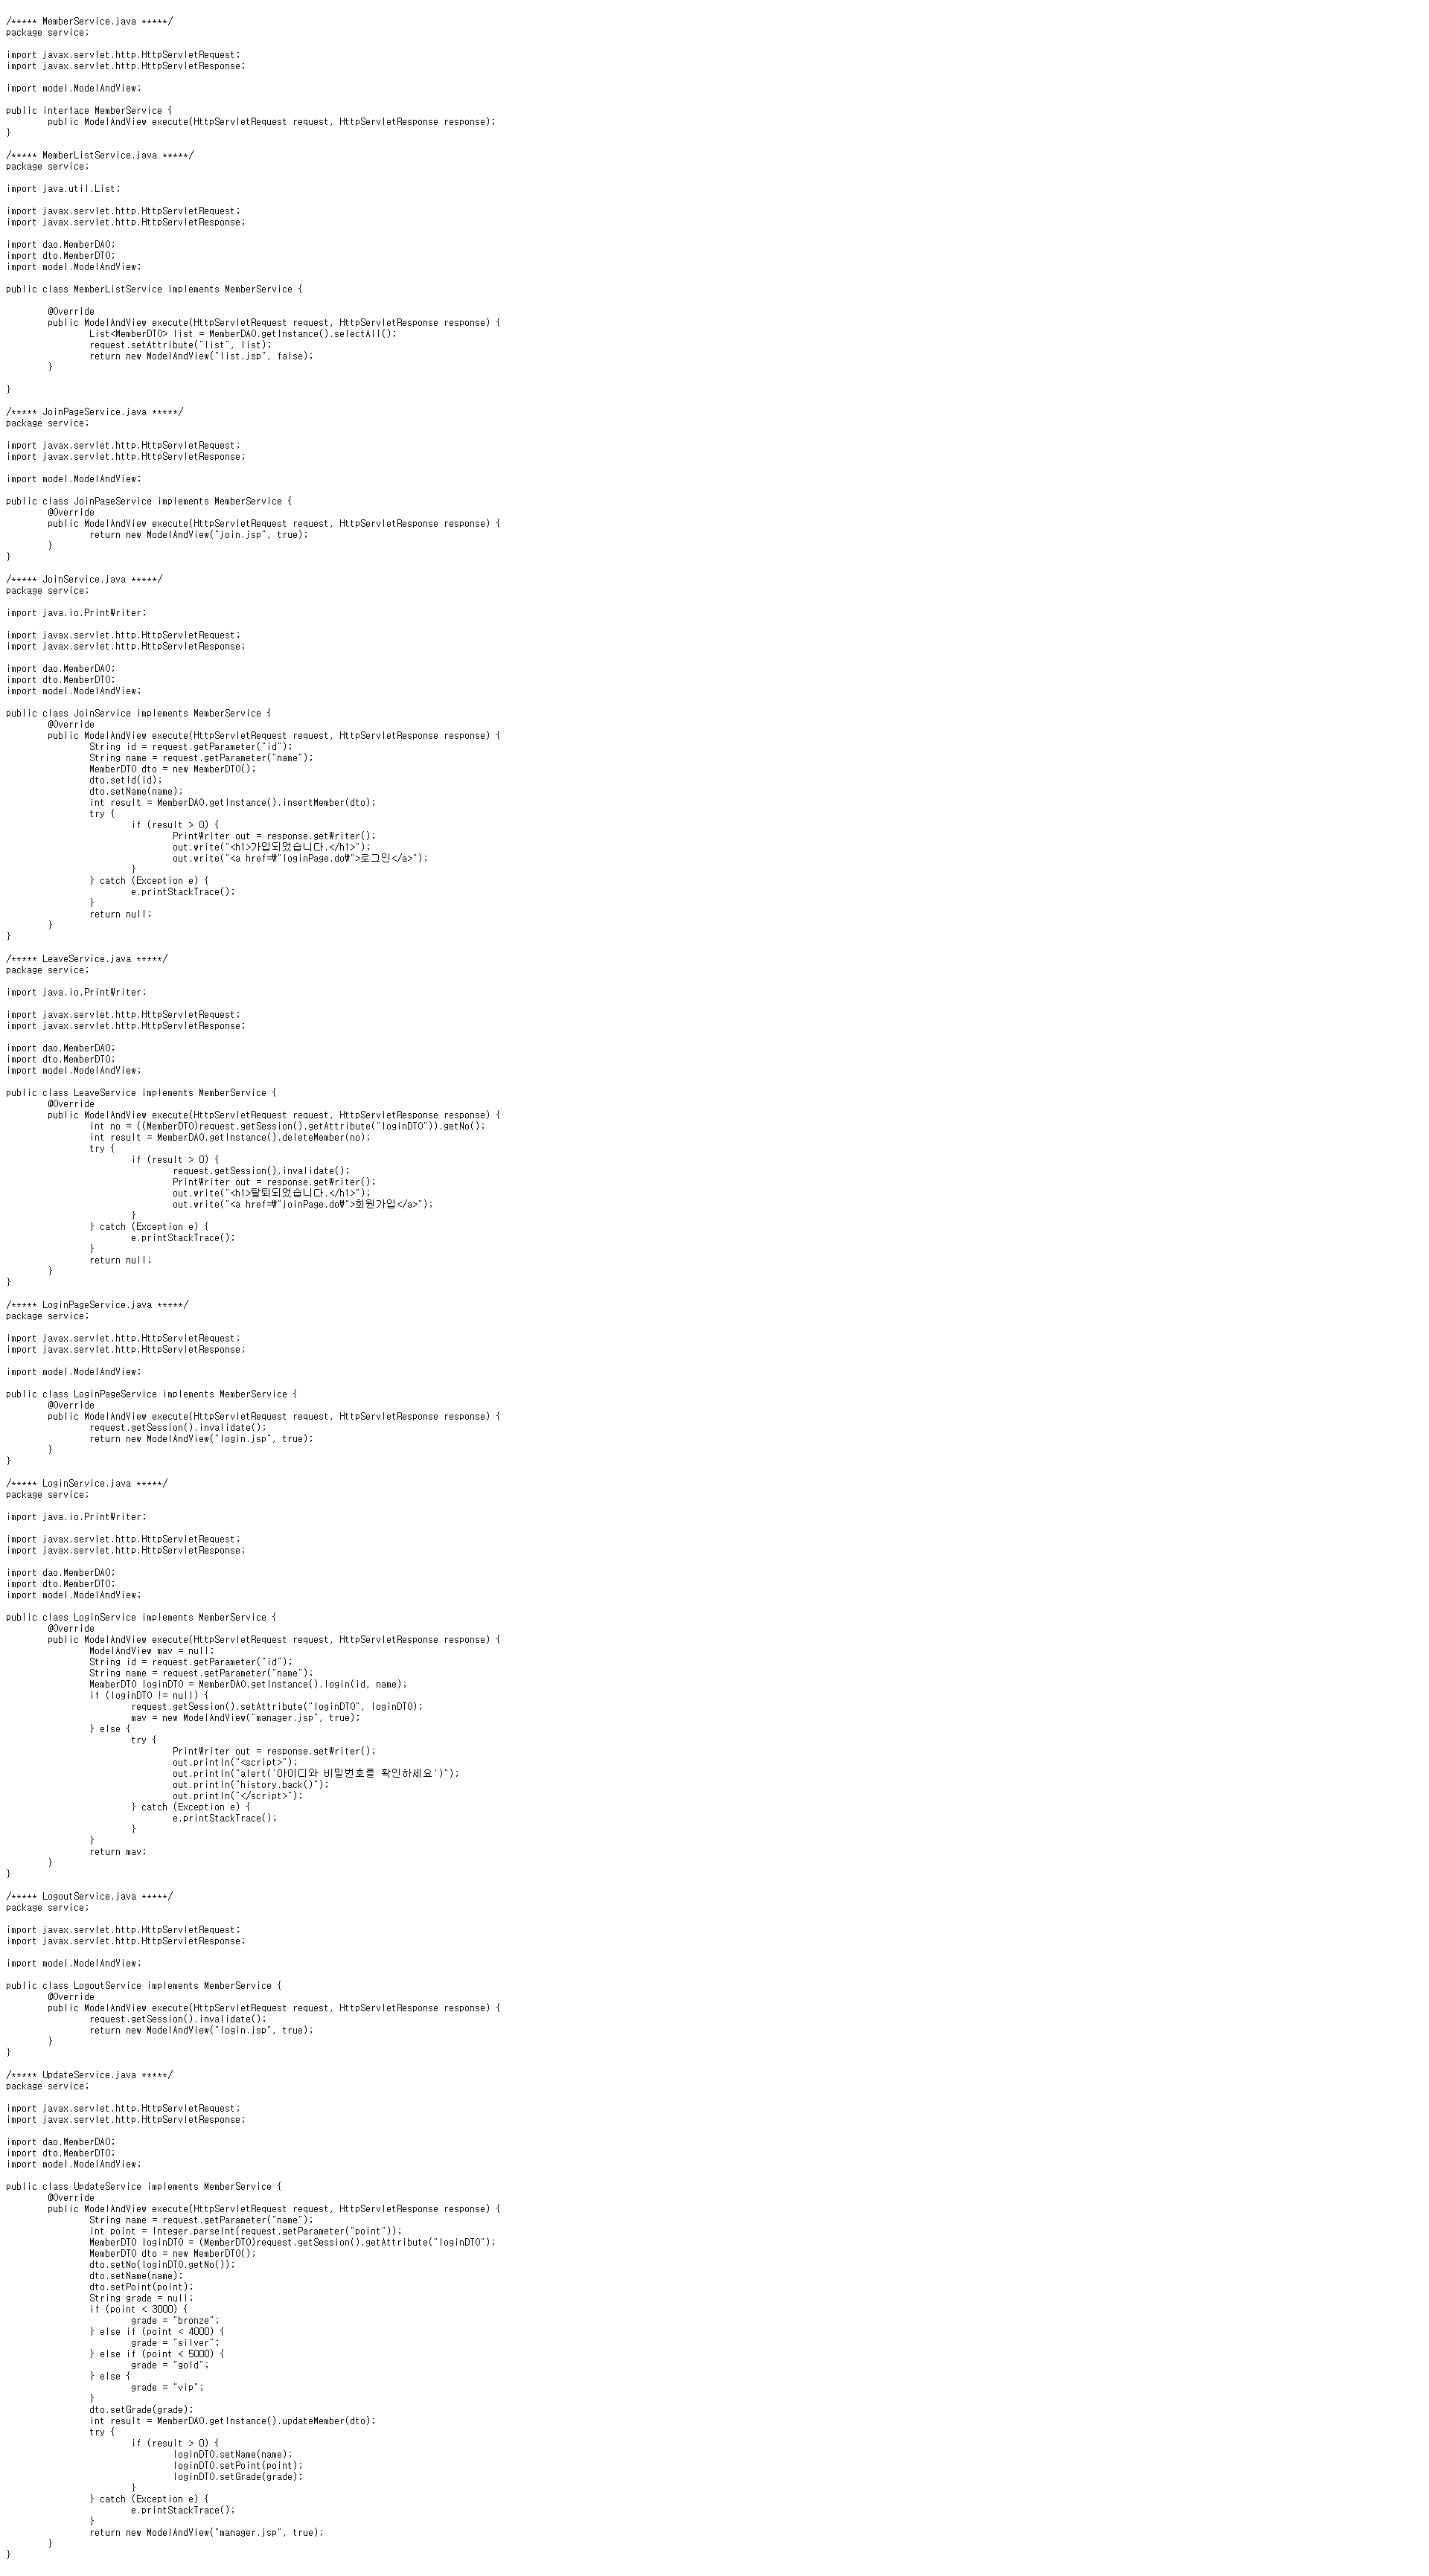 /***** MemberService.java *****/
package service;

import javax.servlet.http.HttpServletRequest;
import javax.servlet.http.HttpServletResponse;

import model.ModelAndView;

public interface MemberService {
	public ModelAndView execute(HttpServletRequest request, HttpServletResponse response);
}

/***** MemberListService.java *****/
package service;

import java.util.List;

import javax.servlet.http.HttpServletRequest;
import javax.servlet.http.HttpServletResponse;

import dao.MemberDAO;
import dto.MemberDTO;
import model.ModelAndView;

public class MemberListService implements MemberService {

	@Override
	public ModelAndView execute(HttpServletRequest request, HttpServletResponse response) {
		List<MemberDTO> list = MemberDAO.getInstance().selectAll();
		request.setAttribute("list", list);
		return new ModelAndView("list.jsp", false);
	}

}

/***** JoinPageService.java *****/
package service;

import javax.servlet.http.HttpServletRequest;
import javax.servlet.http.HttpServletResponse;

import model.ModelAndView;

public class JoinPageService implements MemberService {
	@Override
	public ModelAndView execute(HttpServletRequest request, HttpServletResponse response) {
		return new ModelAndView("join.jsp", true);
	}
}

/***** JoinService.java *****/
package service;

import java.io.PrintWriter;

import javax.servlet.http.HttpServletRequest;
import javax.servlet.http.HttpServletResponse;

import dao.MemberDAO;
import dto.MemberDTO;
import model.ModelAndView;

public class JoinService implements MemberService {
	@Override
	public ModelAndView execute(HttpServletRequest request, HttpServletResponse response) {
		String id = request.getParameter("id");
		String name = request.getParameter("name");
		MemberDTO dto = new MemberDTO();
		dto.setId(id);
		dto.setName(name);
		int result = MemberDAO.getInstance().insertMember(dto);
		try {
			if (result > 0) {
				PrintWriter out = response.getWriter();
				out.write("<h1>가입되었습니다.</h1>");
				out.write("<a href=₩"loginPage.do₩">로그인</a>");
			}
		} catch (Exception e) {
			e.printStackTrace();
		}
		return null;
	}
}

/***** LeaveService.java *****/
package service;

import java.io.PrintWriter;

import javax.servlet.http.HttpServletRequest;
import javax.servlet.http.HttpServletResponse;

import dao.MemberDAO;
import dto.MemberDTO;
import model.ModelAndView;

public class LeaveService implements MemberService {
	@Override
	public ModelAndView execute(HttpServletRequest request, HttpServletResponse response) {
		int no = ((MemberDTO)request.getSession().getAttribute("loginDTO")).getNo();
		int result = MemberDAO.getInstance().deleteMember(no);
		try {
			if (result > 0) {
				request.getSession().invalidate();
				PrintWriter out = response.getWriter();
				out.write("<h1>탈퇴되었습니다.</h1>");
				out.write("<a href=₩"joinPage.do₩">회원가입</a>");
			}
		} catch (Exception e) {
			e.printStackTrace();
		}
		return null;
	}
}

/***** LoginPageService.java *****/
package service;

import javax.servlet.http.HttpServletRequest;
import javax.servlet.http.HttpServletResponse;

import model.ModelAndView;

public class LoginPageService implements MemberService {
	@Override
	public ModelAndView execute(HttpServletRequest request, HttpServletResponse response) {
		request.getSession().invalidate();
		return new ModelAndView("login.jsp", true);
	}
}

/***** LoginService.java *****/
package service;

import java.io.PrintWriter;

import javax.servlet.http.HttpServletRequest;
import javax.servlet.http.HttpServletResponse;

import dao.MemberDAO;
import dto.MemberDTO;
import model.ModelAndView;

public class LoginService implements MemberService {
	@Override
	public ModelAndView execute(HttpServletRequest request, HttpServletResponse response) {
		ModelAndView mav = null;
		String id = request.getParameter("id");
		String name = request.getParameter("name");
		MemberDTO loginDTO = MemberDAO.getInstance().login(id, name);
		if (loginDTO != null) {
			request.getSession().setAttribute("loginDTO", loginDTO);
			mav = new ModelAndView("manager.jsp", true);
		} else {
			try {
				PrintWriter out = response.getWriter();
				out.println("<script>");
				out.println("alert('아이디와 비밀번호를 확인하세요')");
				out.println("history.back()");
				out.println("</script>");
			} catch (Exception e) {
				e.printStackTrace();
			}
		}
		return mav;
	}
}

/***** LogoutService.java *****/
package service;

import javax.servlet.http.HttpServletRequest;
import javax.servlet.http.HttpServletResponse;

import model.ModelAndView;

public class LogoutService implements MemberService {
	@Override
	public ModelAndView execute(HttpServletRequest request, HttpServletResponse response) {
		request.getSession().invalidate();
		return new ModelAndView("login.jsp", true);
	}
}

/***** UpdateService.java *****/
package service;

import javax.servlet.http.HttpServletRequest;
import javax.servlet.http.HttpServletResponse;

import dao.MemberDAO;
import dto.MemberDTO;
import model.ModelAndView;

public class UpdateService implements MemberService {
	@Override
	public ModelAndView execute(HttpServletRequest request, HttpServletResponse response) {
		String name = request.getParameter("name");
		int point = Integer.parseInt(request.getParameter("point"));
		MemberDTO loginDTO = (MemberDTO)request.getSession().getAttribute("loginDTO");
		MemberDTO dto = new MemberDTO();
		dto.setNo(loginDTO.getNo());
		dto.setName(name);
		dto.setPoint(point);
		String grade = null;
		if (point < 3000) {
			grade = "bronze";
		} else if (point < 4000) {
			grade = "silver";
		} else if (point < 5000) {
			grade = "gold";
		} else {
			grade = "vip";
		}
		dto.setGrade(grade);
		int result = MemberDAO.getInstance().updateMember(dto);
		try {
			if (result > 0) {
				loginDTO.setName(name);
				loginDTO.setPoint(point);
				loginDTO.setGrade(grade);
			}
		} catch (Exception e) {
			e.printStackTrace();
		}
		return new ModelAndView("manager.jsp", true);
	}
}